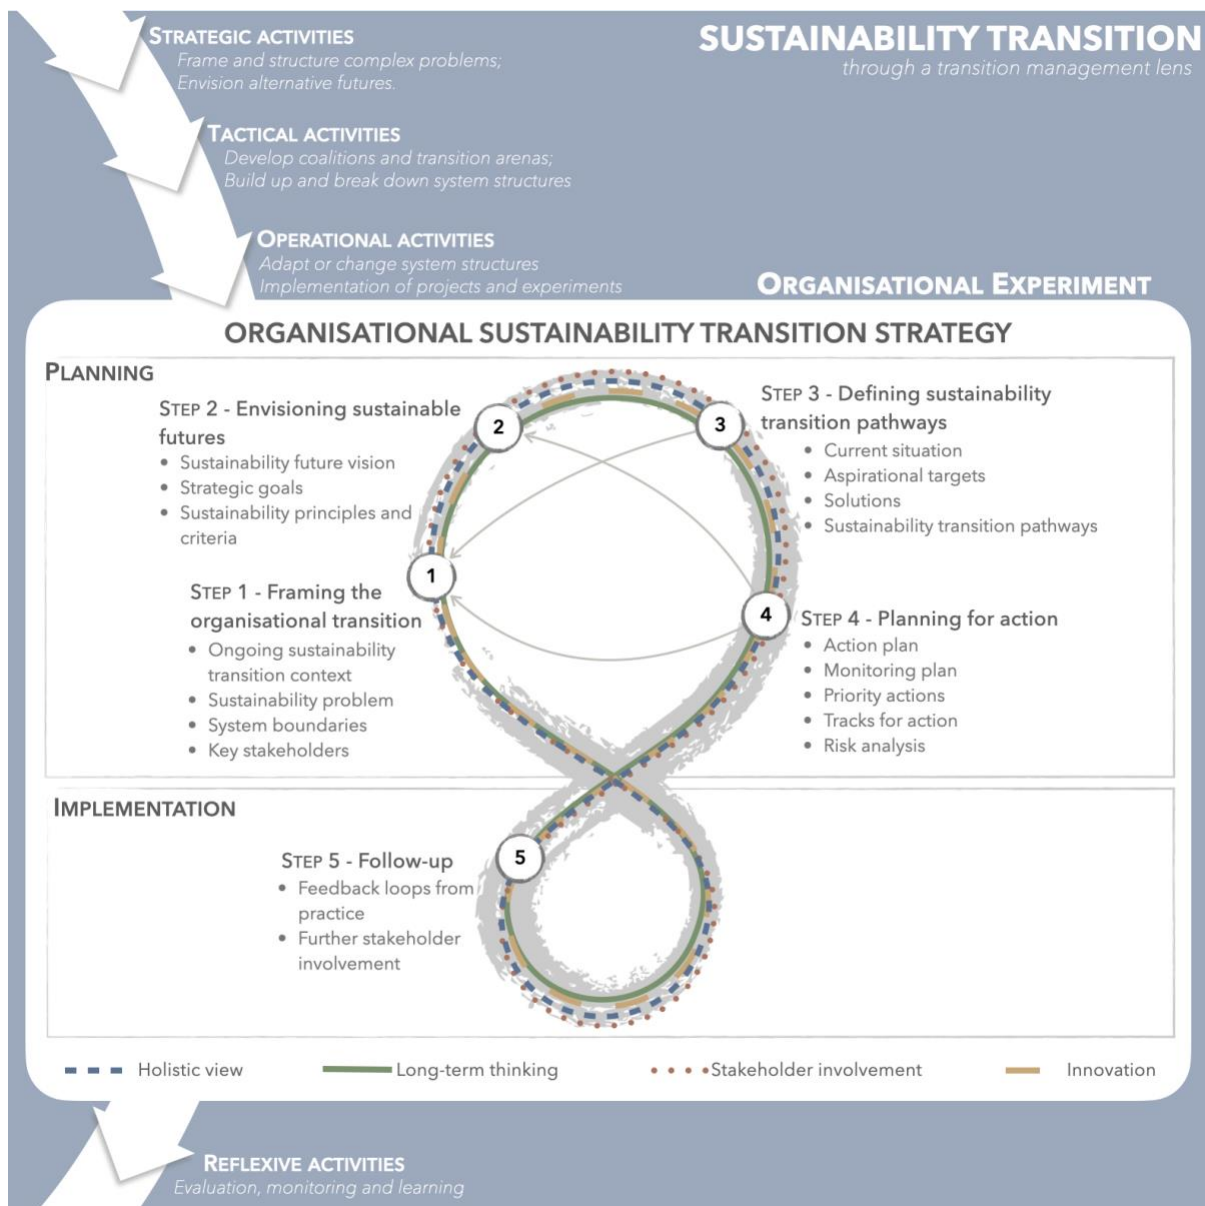 SUSTAINABILITY TRANSITION
through a transition management lens
STRATEGIC ACTIVITIES
Frame and structure complex problems;
Envision alternative futures.
TACTICAL ACTIVITIES
Develop coalitions and transition arenas;
Build up and break down system structures
OPERATIONAL ACTIVITIES
Adapt or change system structures
Implementation of projects and experiments
ORGANISATIONAL EXPERIMENT
ORGANISATIONAL SUSTAINABILITY TRANSITION STRATEGY
PLANNING
STEP 2 - Envisioning sustainable
futures
• Sustainability future vision
• Strategic goals
• Sustainability principles and
criteria
2
3
STEP 3 - Defining sustainability
transition pathways
• Current situation
• Aspirational targets
• Solutions
• Sustainability transition pathways
STEP 1 - Framing the
organisational transition
• Ongoing sustainability
transition context
• Sustainability problem
• System boundaries
• Key stakeholders
1
4
STEP 4 - Planning for action
• Action plan
• Monitoring plan
• Priority actions
• Tracks for action
• Risk analysis
IMPLEMENTATION
STEP 5 - Follow-up
• Feedback loops from
practice
• Further stakeholder
involvement
5
Holistic view
Long-term thinking
Stakeholder involvement
Innovation
REFLEXIVE ACTIVITIES
Evaluation, monitoring and learning